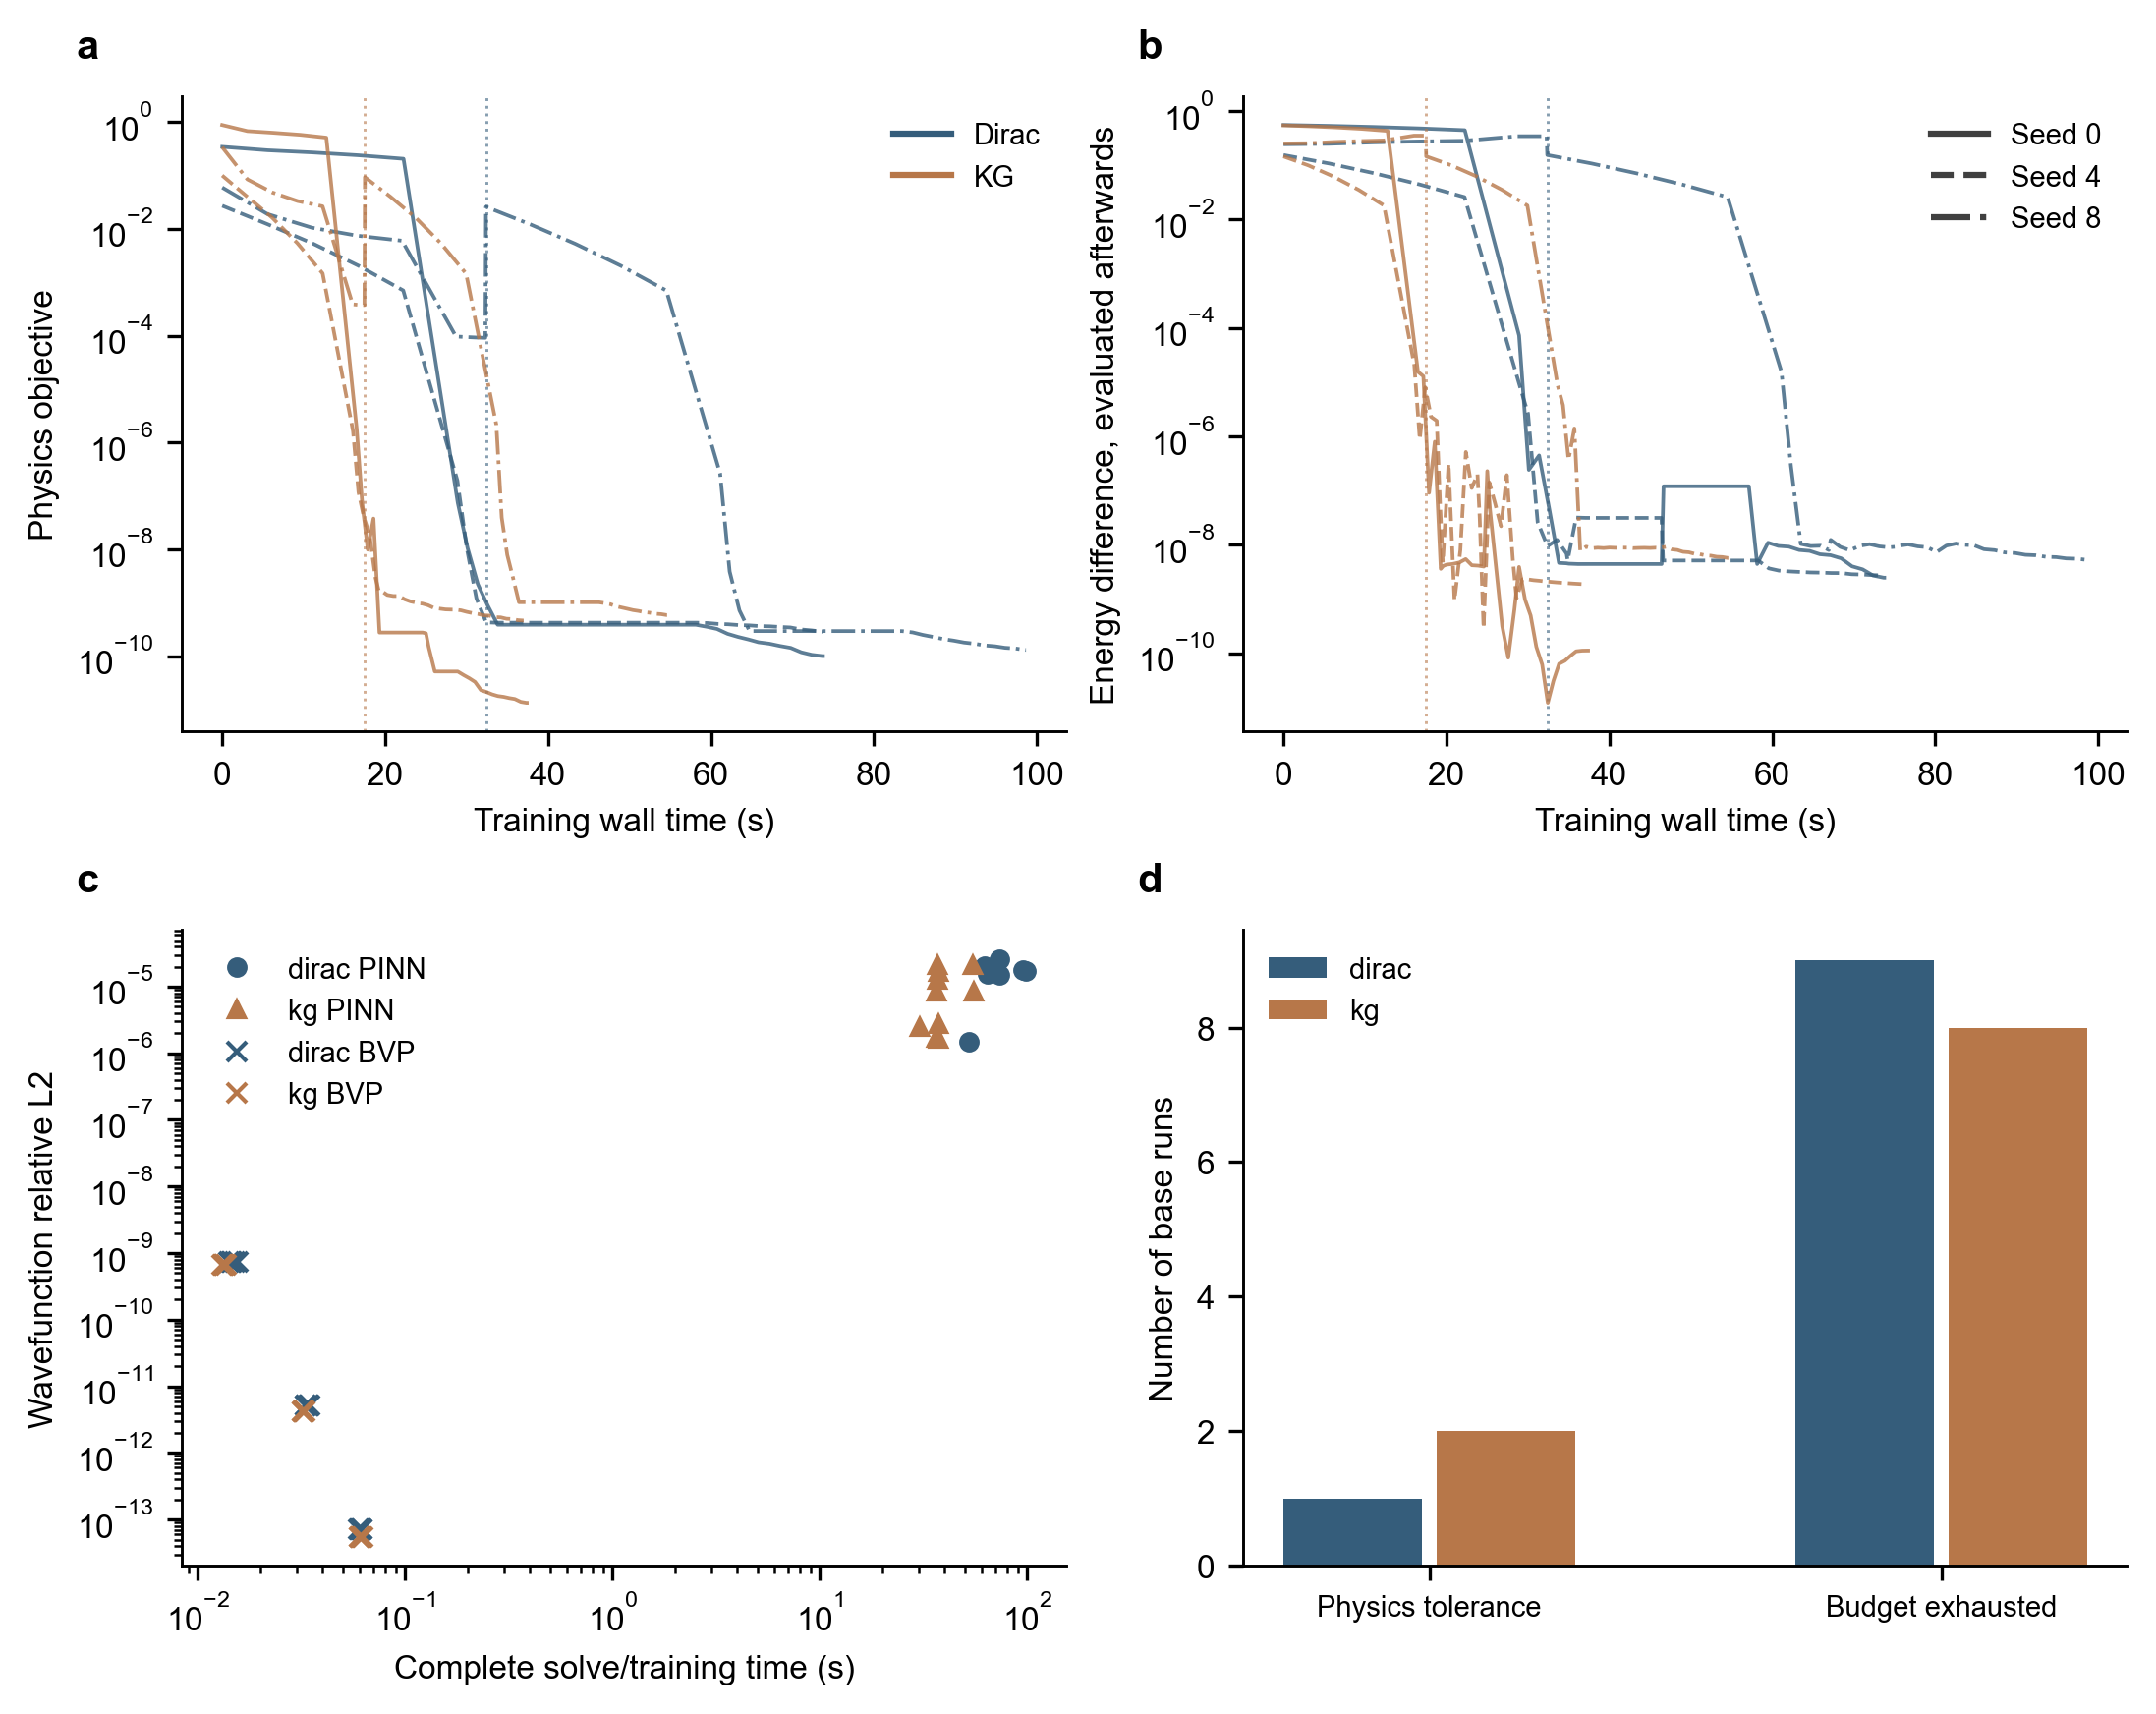 a
10^0
10^−2
10^−4
10^−6
10^−8
10^−10
Physics objective
0 20 40 60 80 100
Training wall time (s)
Dirac
KG
b
10^0
10^−2
10^−4
10^−6
10^−8
10^−10
Energy difference, evaluated afterwards
0 20 40 60 80 100
Training wall time (s)
Seed 0
Seed 4
Seed 8
c
10^−5
10^−6
10^−7
10^−8
10^−9
10^−10
10^−11
10^−12
10^−13
Wavefunction relative L2
10^−2 10^−1 10^0 10^1 10^2
Complete solve/training time (s)
dirac PINN
kg PINN
dirac BVP
kg BVP
d
8
6
4
2
0
Number of base runs
Physics tolerance Budget exhausted
dirac
kg